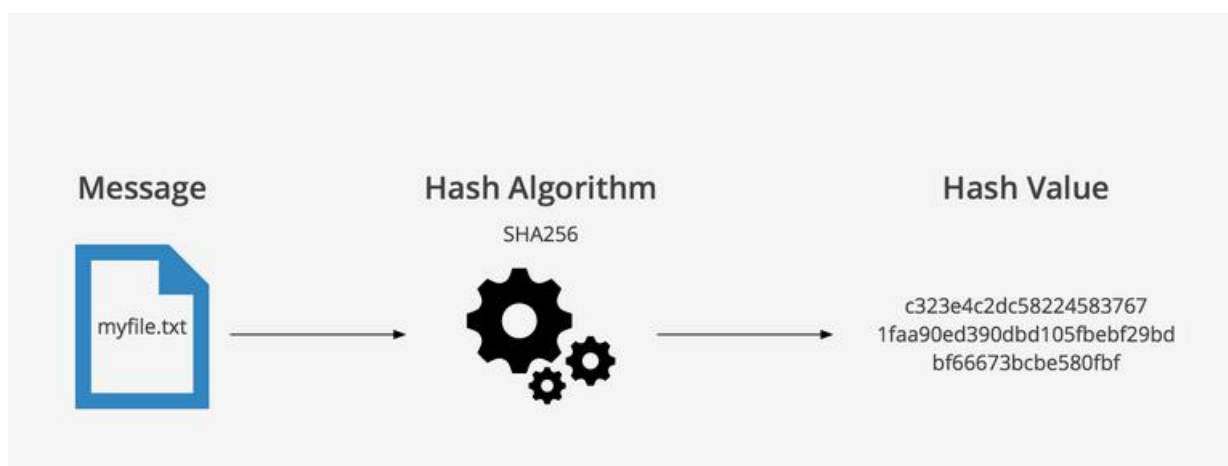 Message
Hash Algorithm
Hash Value
SHA256
myfile.txt
c323e4c2dc58224583767
1faa90ed390dbd105fbebf29bd
bf66673bcbe580fbf